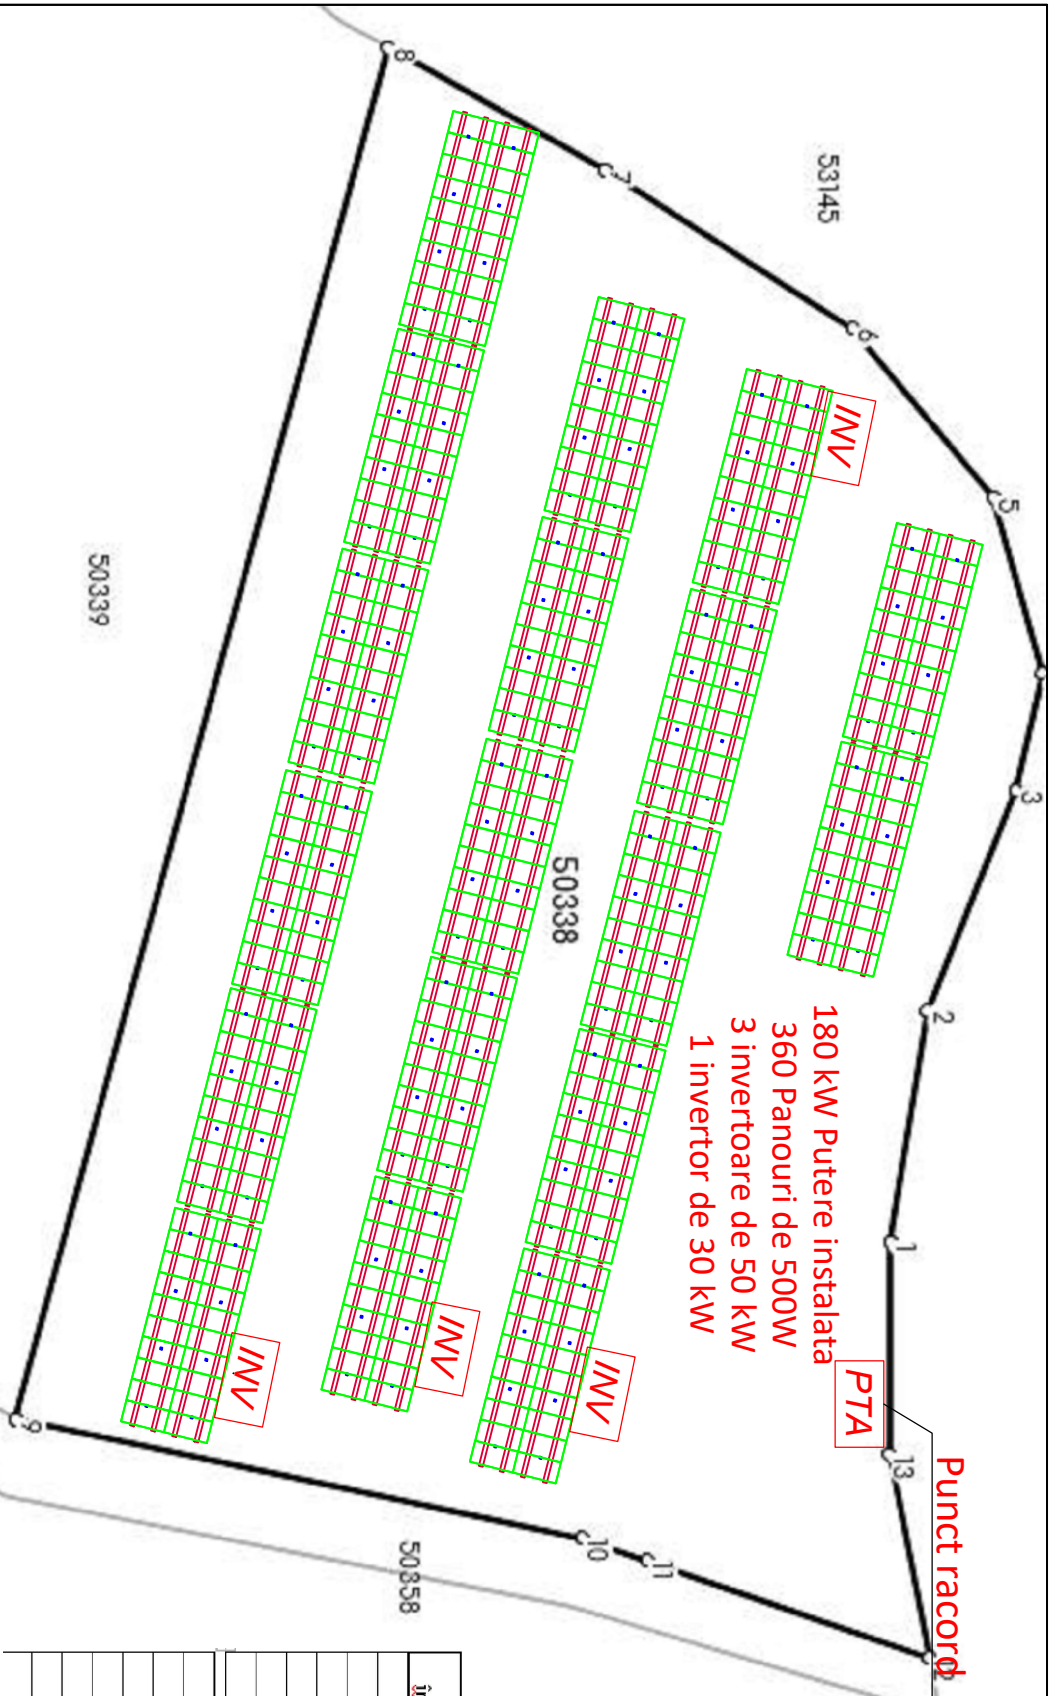 8
7
53145
6
5
3
2
1
13
12
11
10
9
50339
50338
50358
INV
INV
INV
INV
180 kW Putere instalata
360 Panouri de 500W
3 invertoare de 50 kW
1 invertor de 30 kW
PTA
Punct racord